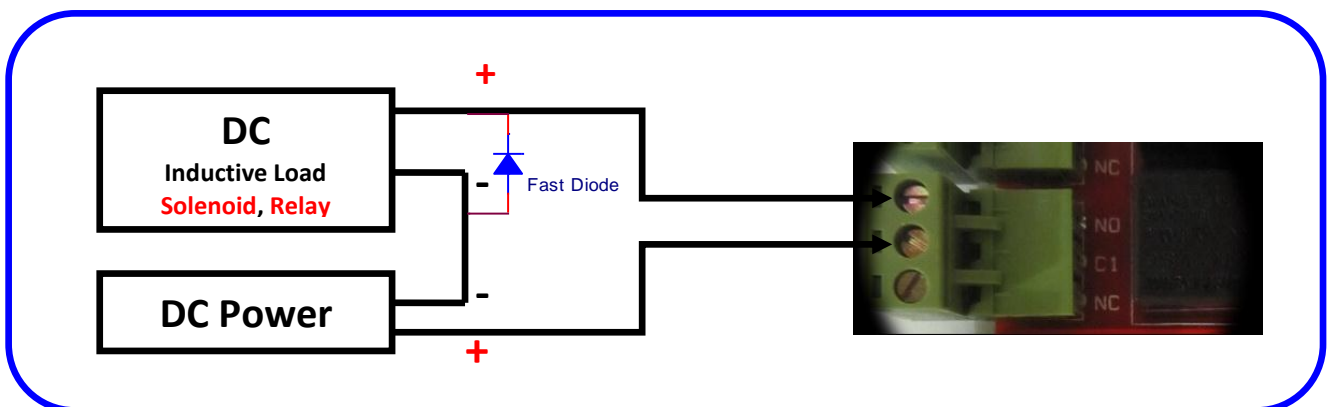 +
DC
Inductive Load
Solenoid, Relay
-
Fast Diode
DC Power
-
+
NC
NO
C1
NC